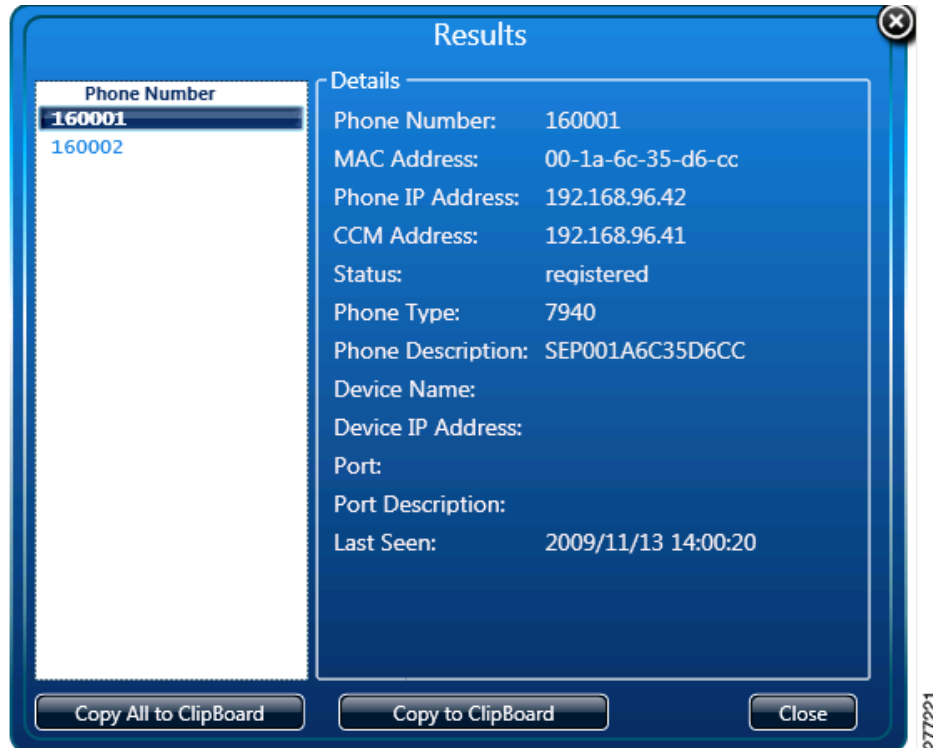 Results
Phone Number
160001
160002
Details
Phone Number: 160001
MAC Address: 00-1a-6c-35-d6-cc
Phone IP Address: 192.168.96.42
CCM Address: 192.168.96.41
Status: registered
Phone Type: 7940
Phone Description: SEP001A6C35D6CC
Device Name:
Device IP Address:
Port:
Port Description:
Last Seen: 2009/11/13 14:00:20
Copy All to ClipBoard
Copy to ClipBoard
Close
277221